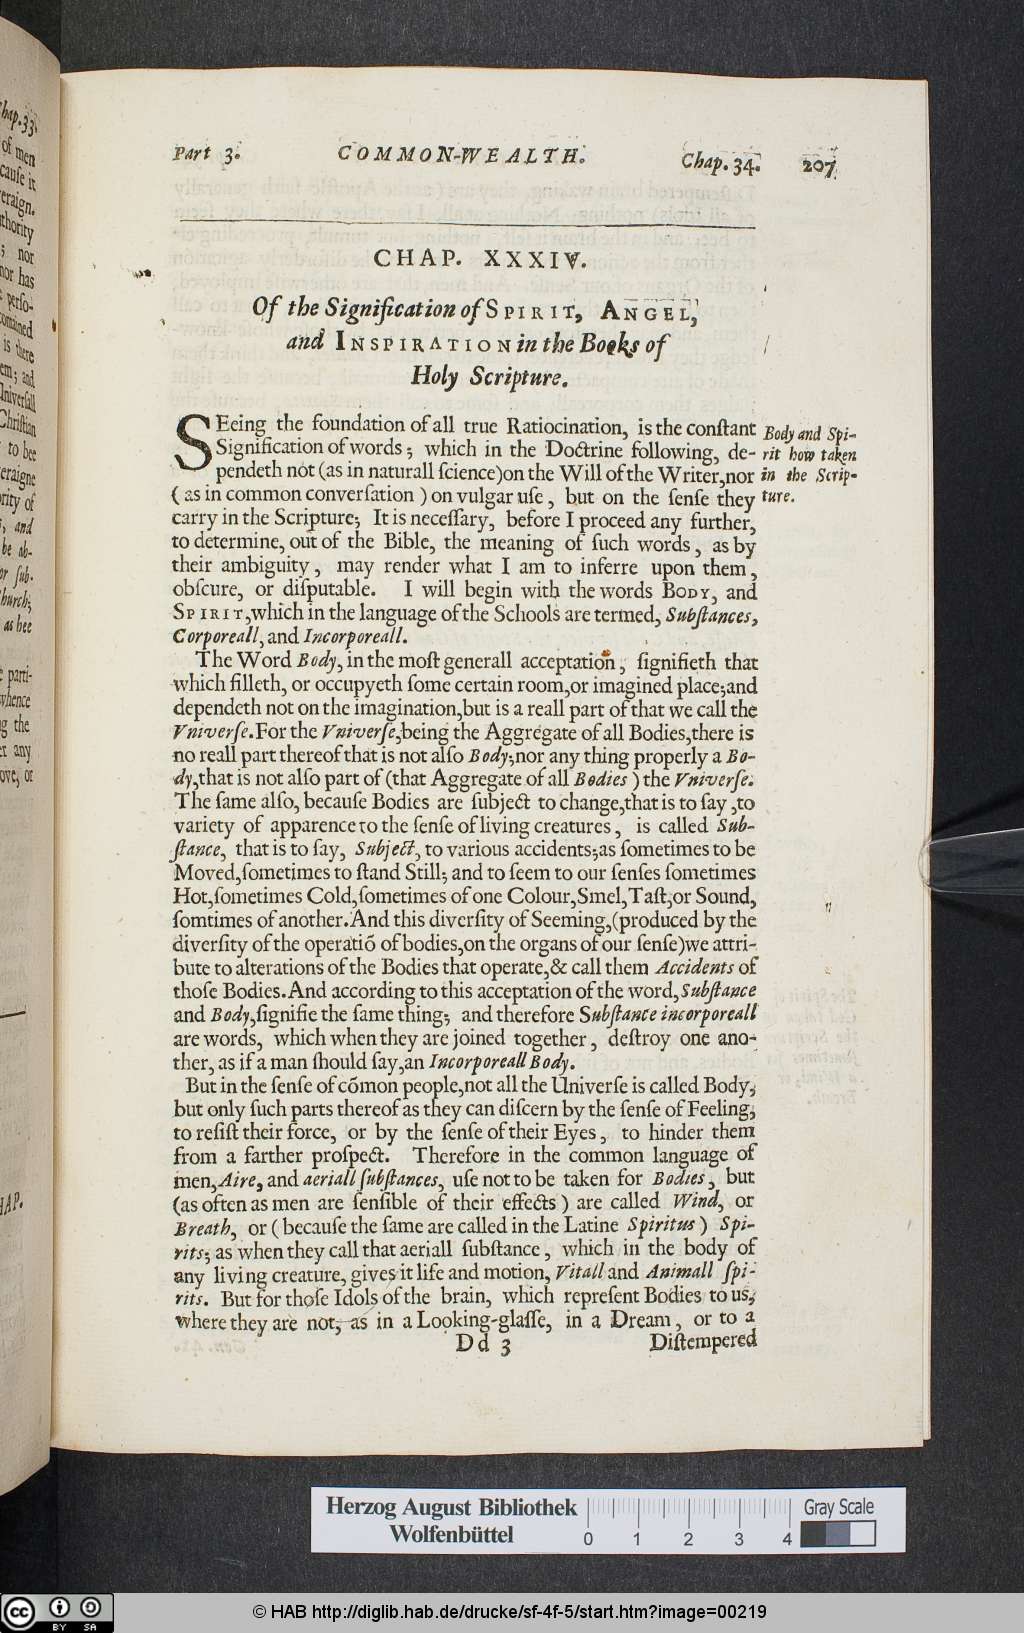 Part 3. COMMON-WEALTH. Chap. 34. 207
CHAP. XXXIV.
Of the Signification of SPIRIT, ANGEL,
and INSPIRATION in the Books of
Holy Scripture.
SEeing the foundation of all true Ratiocination, is the conſtant
Signification of words; which in the Doctrine following, de-
pendeth not (as in naturall ſcience) on the Will of the Writer, nor
(as in common converſation) on vulgar uſe, but on the ſenſe they
carry in the Scripture; It is neceſſary, before I proceed any further,
to determine, out of the Bible, the meaning of ſuch words, as by
their ambiguity, may render what I am to inferre upon them,
obſcure, or diſputable. I will begin with the words BODY, and
SPIRIT, which in the language of the Schools are termed, Subſtances,
Corporeall, and Incorporeall.
Body and Spi-
rit how taken
in the Scrip-
ture.
The Word Body, in the moſt generall acceptation, ſignifieth that
which filleth, or occupyeth ſome certain room, or imagined place; and
dependeth not on the imagination, but is a reall part of that we call the
Vniverſe. For the Vniverſe, being the Aggregate of all Bodies, there is
no reall part thereof that is not alſo Body; nor any thing properly a Bo-
dy, that is not alſo part of (that Aggregate of all Bodies) the Vniverſe.
The ſame alſo, becauſe Bodies are ſubject to change, that is to ſay, to
variety of apparence to the ſenſe of living creatures, is called Sub-
ſtance, that is to ſay, Subject, to various accidents; as ſometimes to be
Moved, ſometimes to ſtand Still; and to ſeem to our ſenſes ſometimes
Hot, ſometimes Cold, ſometimes of one Colour, Smel, Taſt, or Sound,
ſomtimes of another. And this diverſity of Seeming, (produced by the
diverſity of the operatiō of bodies, on the organs of our ſenſe) we attri-
bute to alterations of the Bodies that operate, & call them Accidents of
thoſe Bodies. And according to this acceptation of the word, Subſtance
and Body, ſignifie the ſame thing; and therefore Subſtance incorporeall
are words, which when they are joined together, deſtroy one ano-
ther, as if a man ſhould ſay, an Incorporeall Body.
But in the ſenſe of cōmon people, not all the Univerſe is called Body,
but only ſuch parts thereof as they can diſcern by the ſenſe of Feeling,
to reſiſt their force, or by the ſenſe of their Eyes, to hinder them
from a farther proſpect. Therefore in the common language of
men, Aire, and aeriall ſubſtances, uſe not to be taken for Bodies, but
(as often as men are ſenſible of their effects) are called Wind, or
Breath, or (becauſe the ſame are called in the Latine Spiritus) Spi-
rits; as when they call that aeriall ſubſtance, which in the body of
any living creature, gives it life and motion, Vitall and Animall ſpi-
rits. But for thoſe Idols of the brain, which repreſent Bodies to us,
where they are not, as in a Looking-glaſſe, in a Dream, or to a
Dd 3 Diſtempered
Herzog August Bibliothek
Wolfenbüttel
0 1 2 3 4
Gray Scale
cc BY SA
© HAB http://diglib.hab.de/drucke/sf-4f-5/start.htm?image=00219